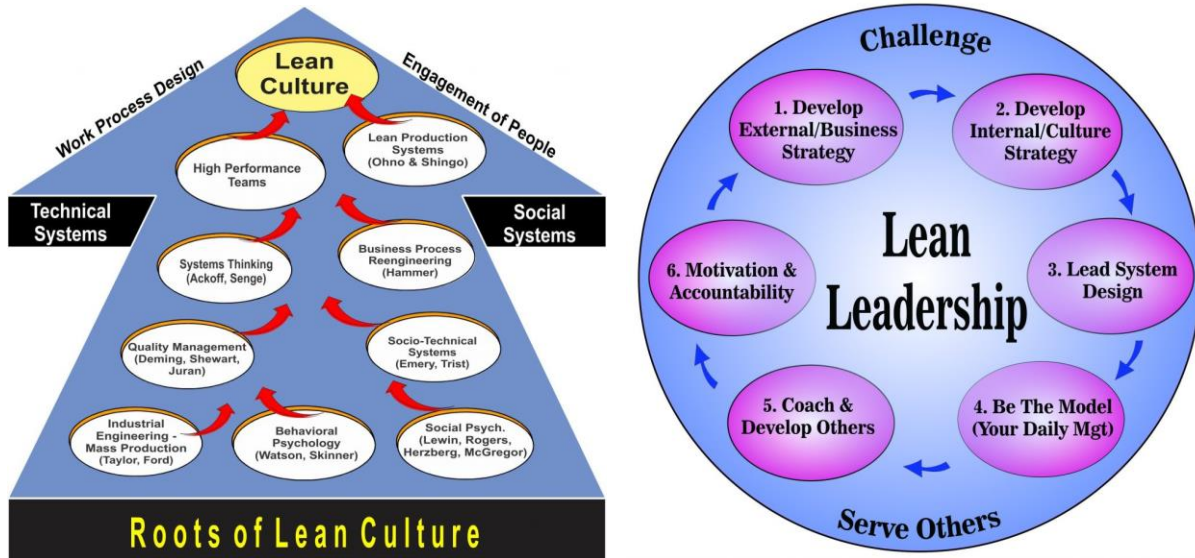 Work Process Design
Engagement of People
Lean
Culture
Lean Production
Systems
(Ohno & Shingo)
High Performance
Teams
Technical
Systems
Social
Systems
Systems Thinking
(Ackoff, Senge)
Business Process
Reengineering
(Hammer)
Quality Management
(Deming, Shewart,
Juran)
Socio-Technical
Systems
(Emery, Trist)
Industrial
Engineering -
Mass Production
(Taylor, Ford)
Behavioral
Psychology
(Watson, Skinner)
Social Psych.
(Lewin, Rogers,
Herzberg, McGregor)
Roots of Lean Culture
Challenge
1. Develop
External/Business
Strategy
2. Develop
Internal/Culture
Strategy
Lean
Leadership
3. Lead System
Design
4. Be The Model
(Your Daily Mgt)
5. Coach &
Develop Others
6. Motivation &
Accountability
Serve Others